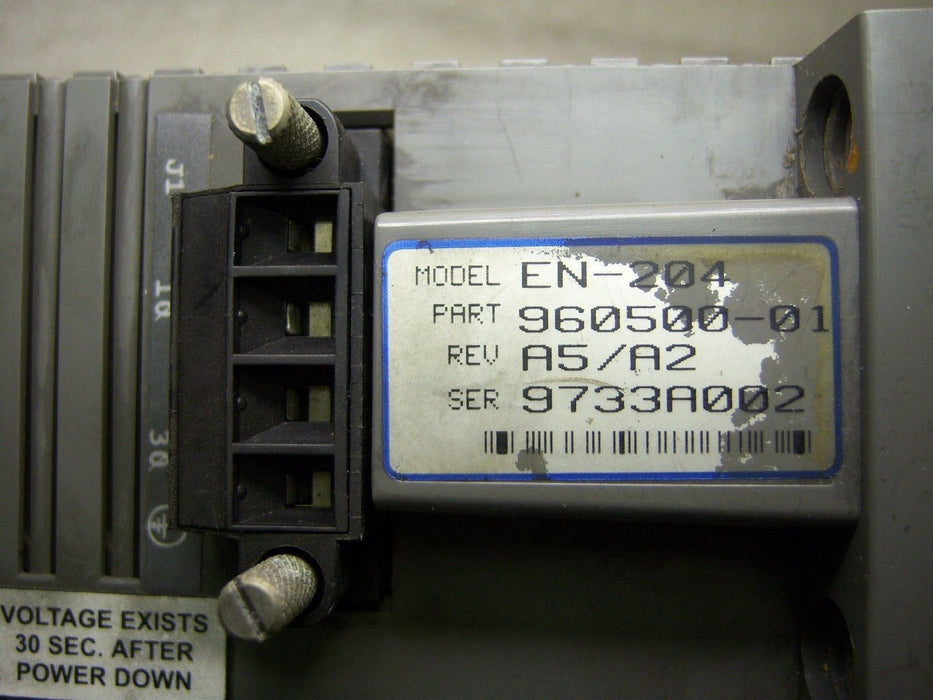 J1
1Ø
3Ø
MODEL EN-204
PART 960500-01
REV A5/A2
SER 9733A002
VOLTAGE EXISTS
30 SEC. AFTER
POWER DOWN